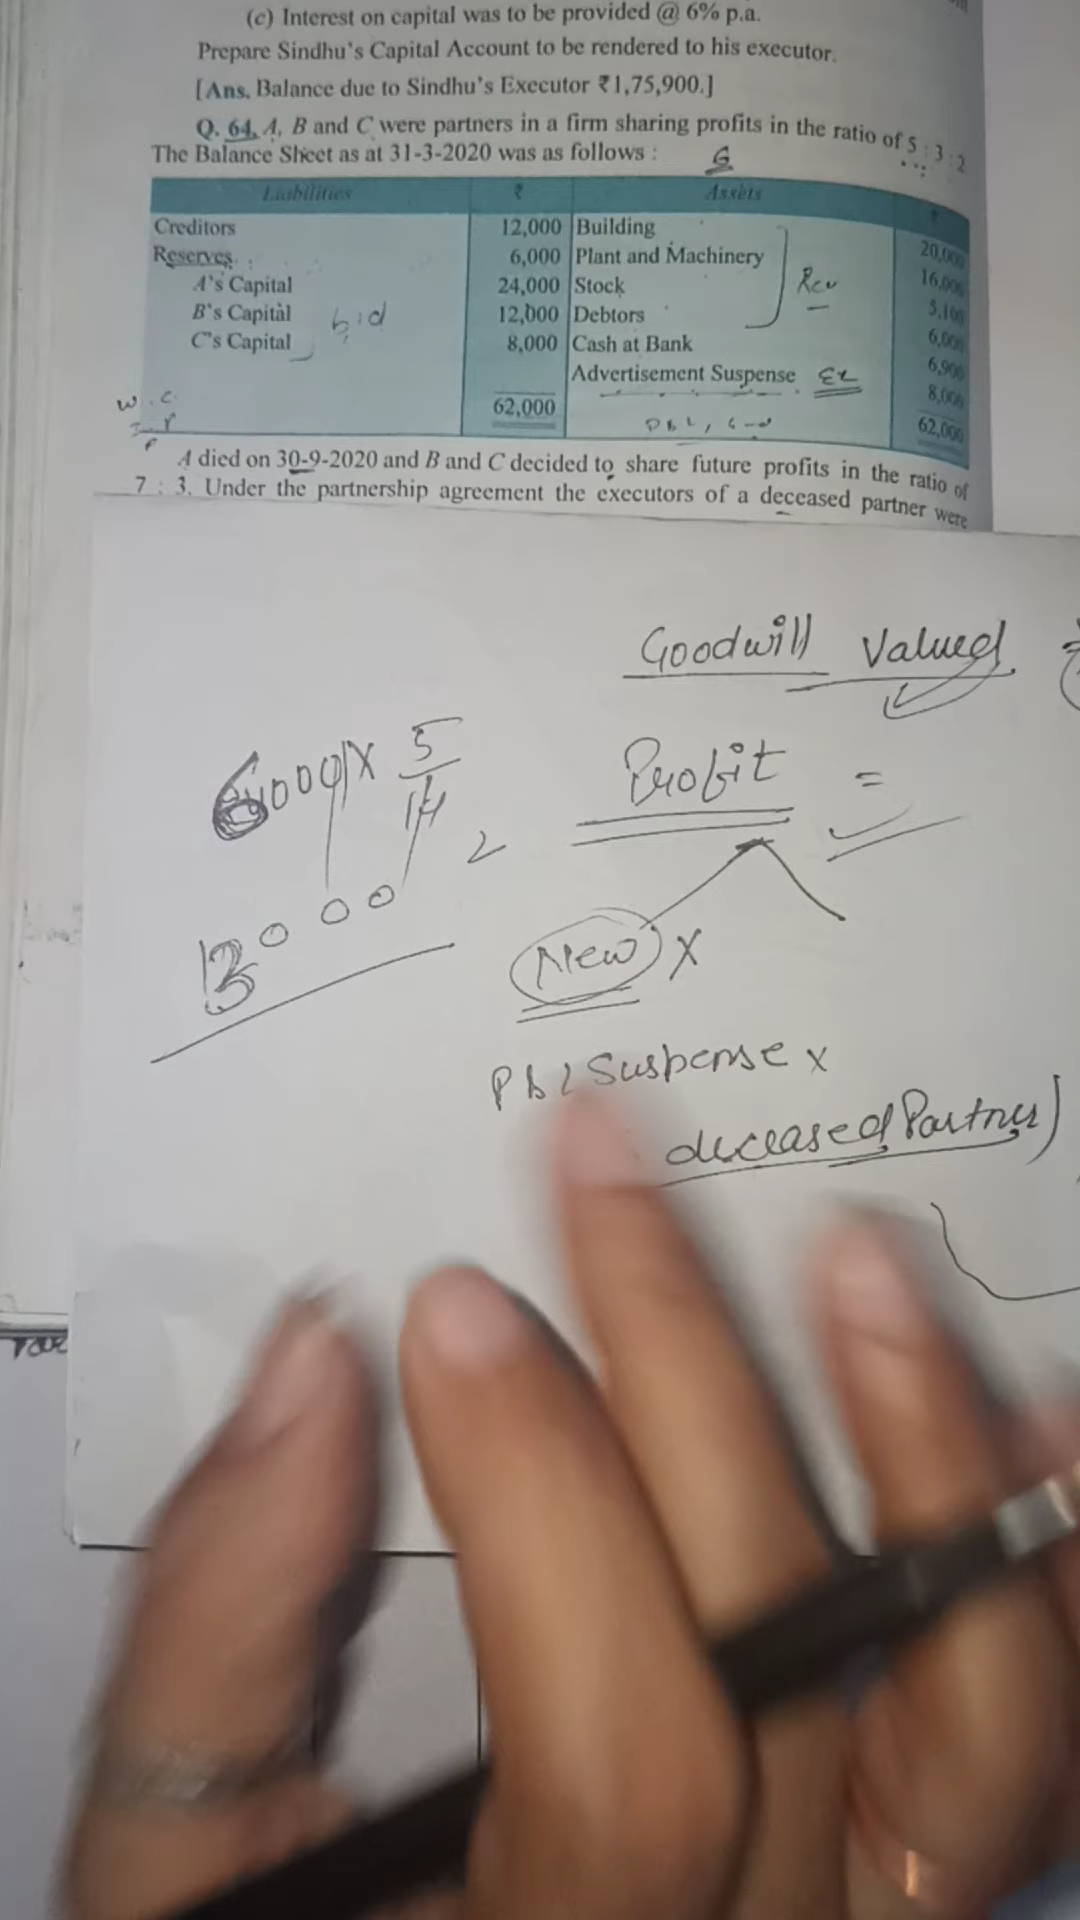 (c) Interest on capital was to be provided @ 6% p.a.
Prepare Sindhu's Capital Account to be rendered to his executor.
[Ans. Balance due to Sindhu's Executor ₹1,75,900.]
Q. 64. A, B and C were partners in a firm sharing profits in the ratio of 5 : 3 : 2
The Balance Sheet as at 31-3-2020 was as follows :
Liabilities ₹ Assets ₹
Creditors 12,000 Building 20,000
Reserves 6,000 Plant and Machinery 16,000
A's Capital 24,000 Stock 5,100
B's Capital 12,000 Debtors 6,000
C's Capital 8,000 Cash at Bank 6,900
Advertisement Suspense 8,000
62,000 62,000
Rev
W.C.
A died on 30-9-2020 and B and C decided to share future profits in the ratio of
7 : 3. Under the partnership agreement the executors of a deceased partner were
Goodwill Valued
Profit =
New X
P&L Suspense x
deceased Partner)